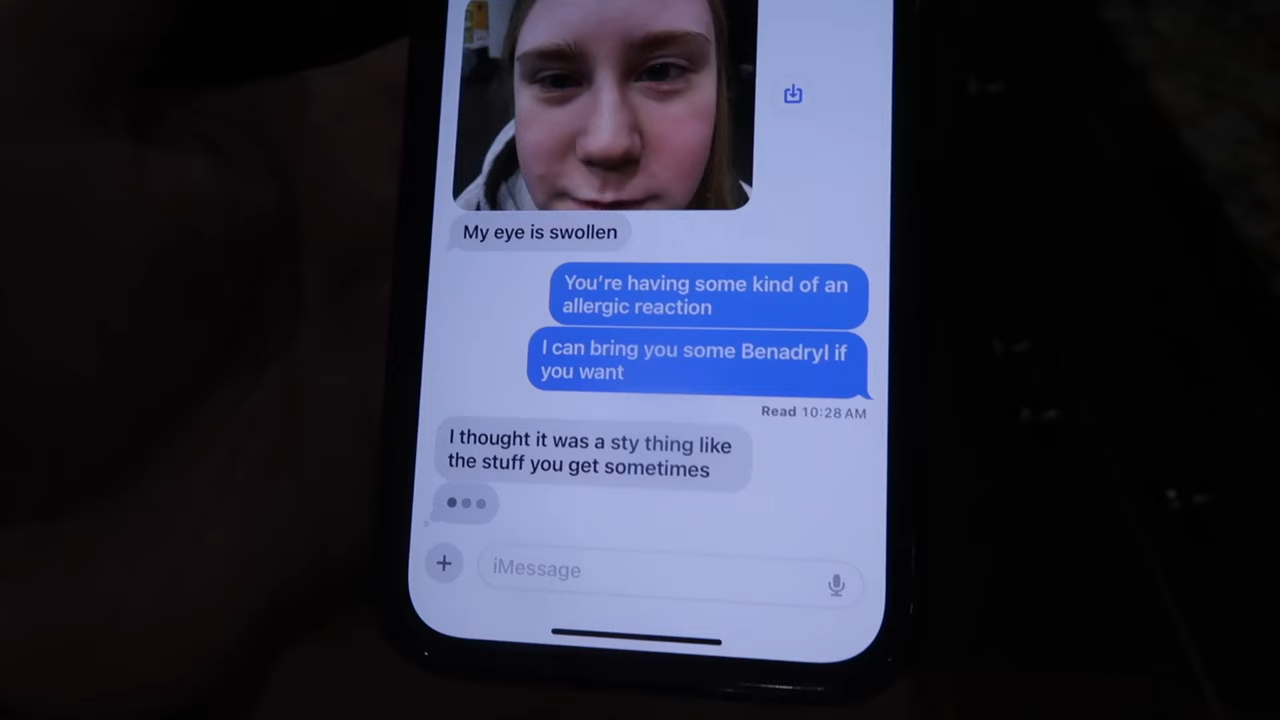 My eye is swollen
You're having some kind of an
allergic reaction
I can bring you some Benadryl if
you want
Read 10:28 AM
I thought it was a sty thing like
the stuff you get sometimes
iMessage